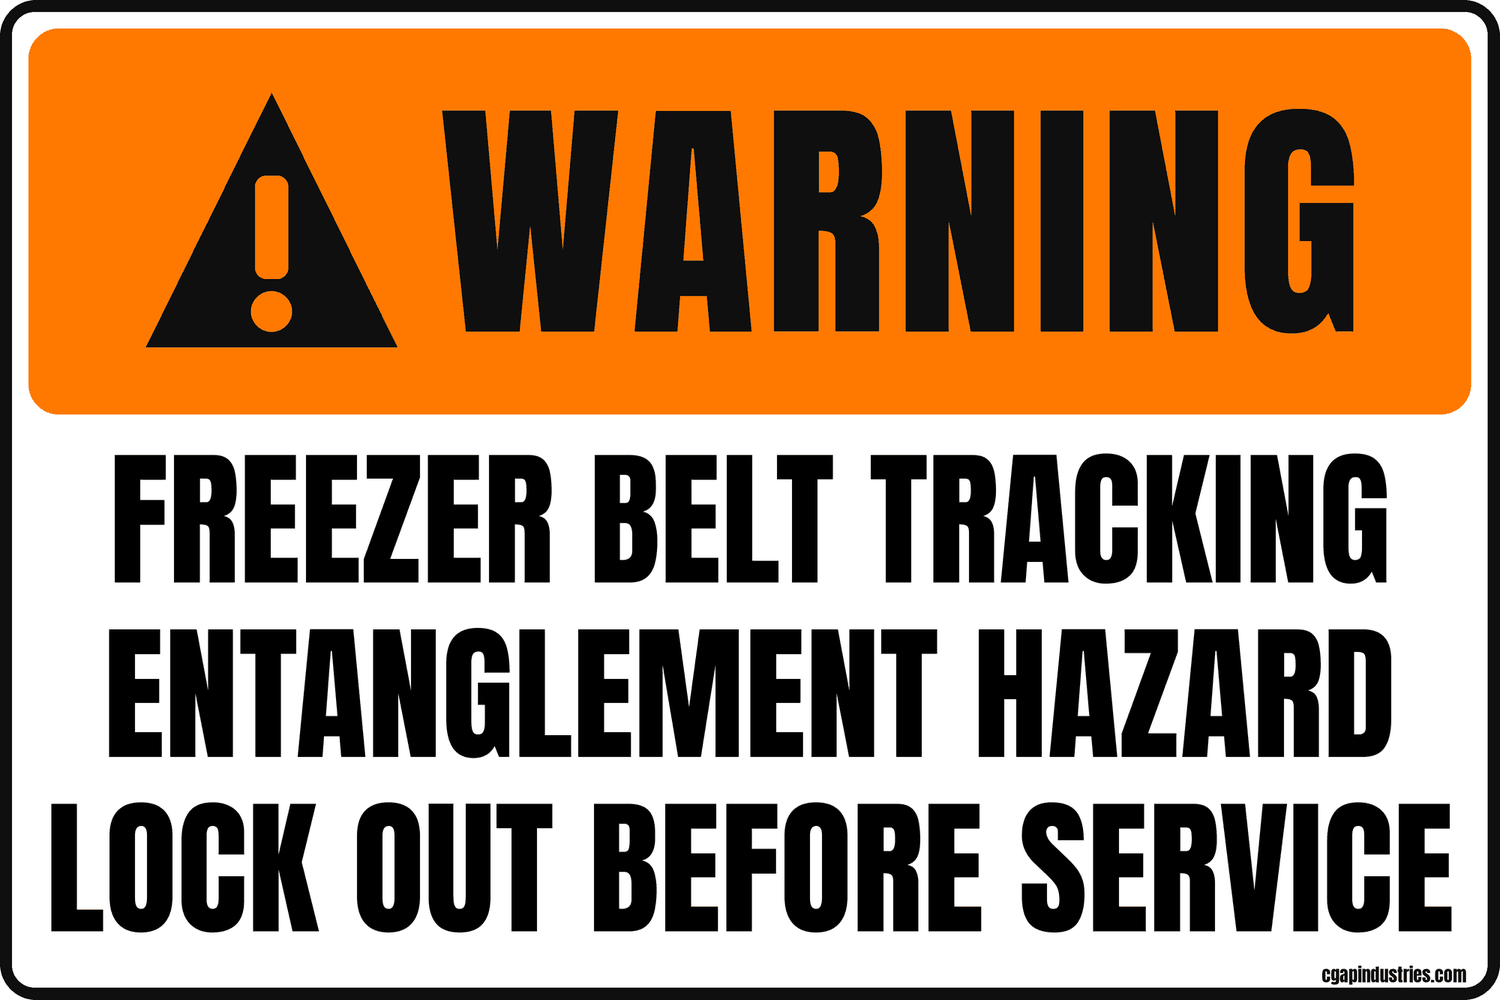 WARNING
FREEZER BELT TRACKING
ENTANGLEMENT HAZARD
LOCK OUT BEFORE SERVICE
cgapindustries.com